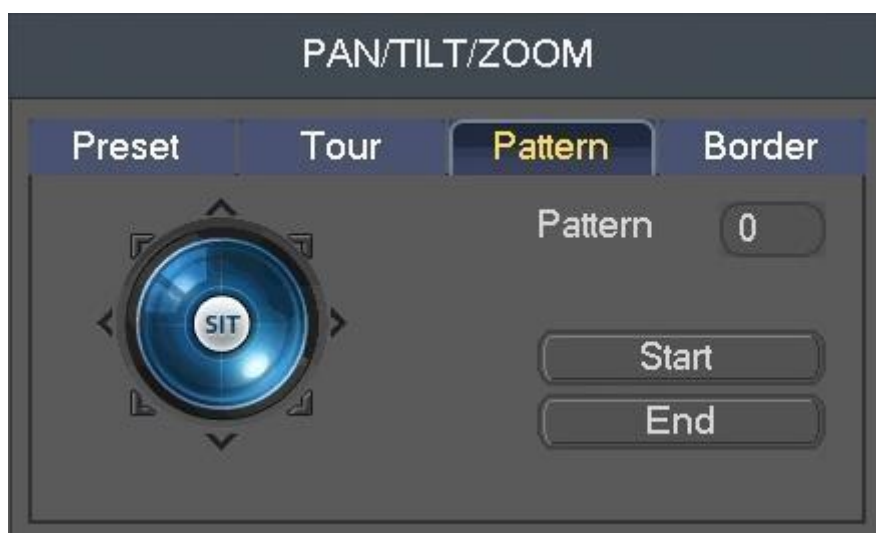 PAN/TILT/ZOOM
Preset Tour Pattern Border
Pattern 0
SIT
Start
End